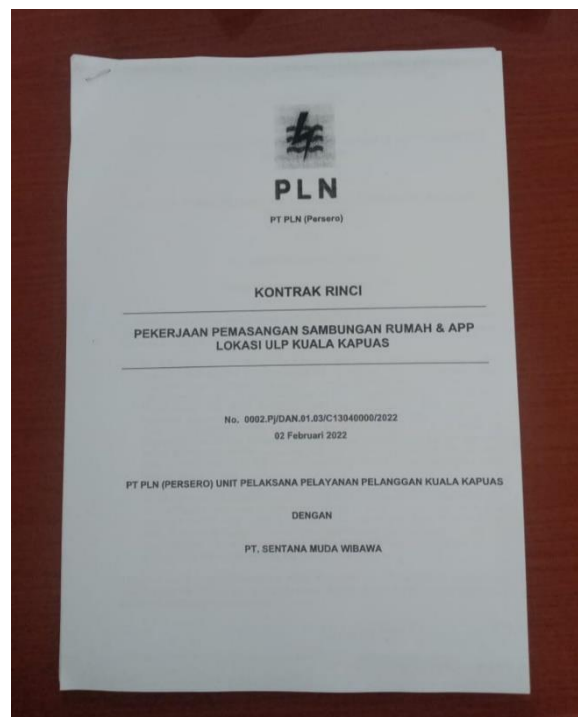 PLN
PT PLN (Persero)
KONTRAK RINCI
PEKERJAAN PEMASANGAN SAMBUNGAN RUMAH & APP
LOKASI ULP KUALA KAPUAS
No. 0002.Pj/DAN.01.03/C13040000/2022
02 Februari 2022
PT PLN (PERSERO) UNIT PELAKSANA PELAYANAN PELANGGAN KUALA KAPUAS
DENGAN
PT. SENTANA MUDA WIBAWA